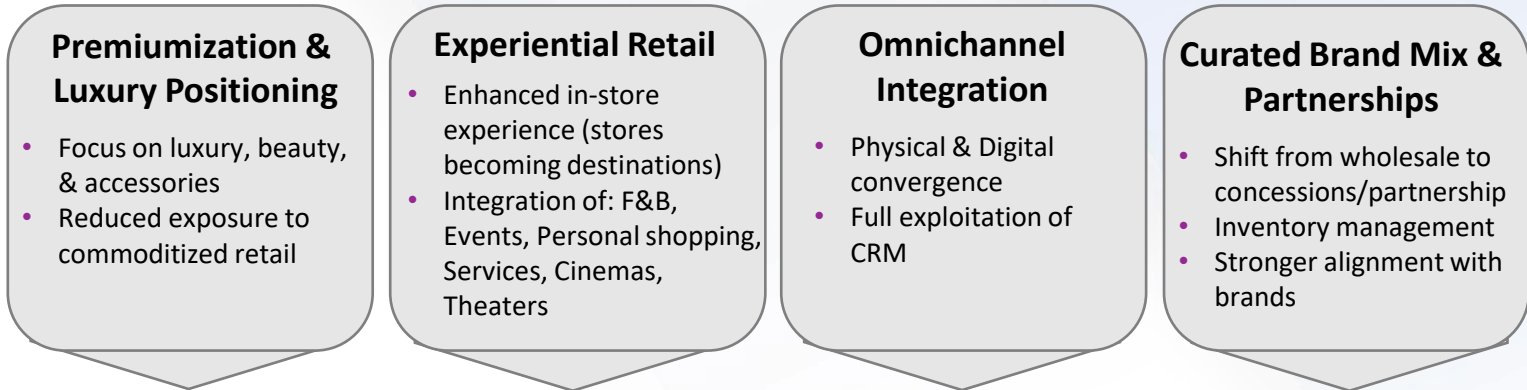 Premiumization &
Luxury Positioning
• Focus on luxury, beauty,
& accessories
• Reduced exposure to
commoditized retail
Experiential Retail
• Enhanced in-store
experience (stores
becoming destinations)
• Integration of: F&B,
Events, Personal shopping,
Services, Cinemas,
Theaters
Omnichannel
Integration
• Physical & Digital
convergence
• Full exploitation of
CRM
Curated Brand Mix &
Partnerships
• Shift from wholesale to
concessions/partnership
• Inventory management
• Stronger alignment with
brands